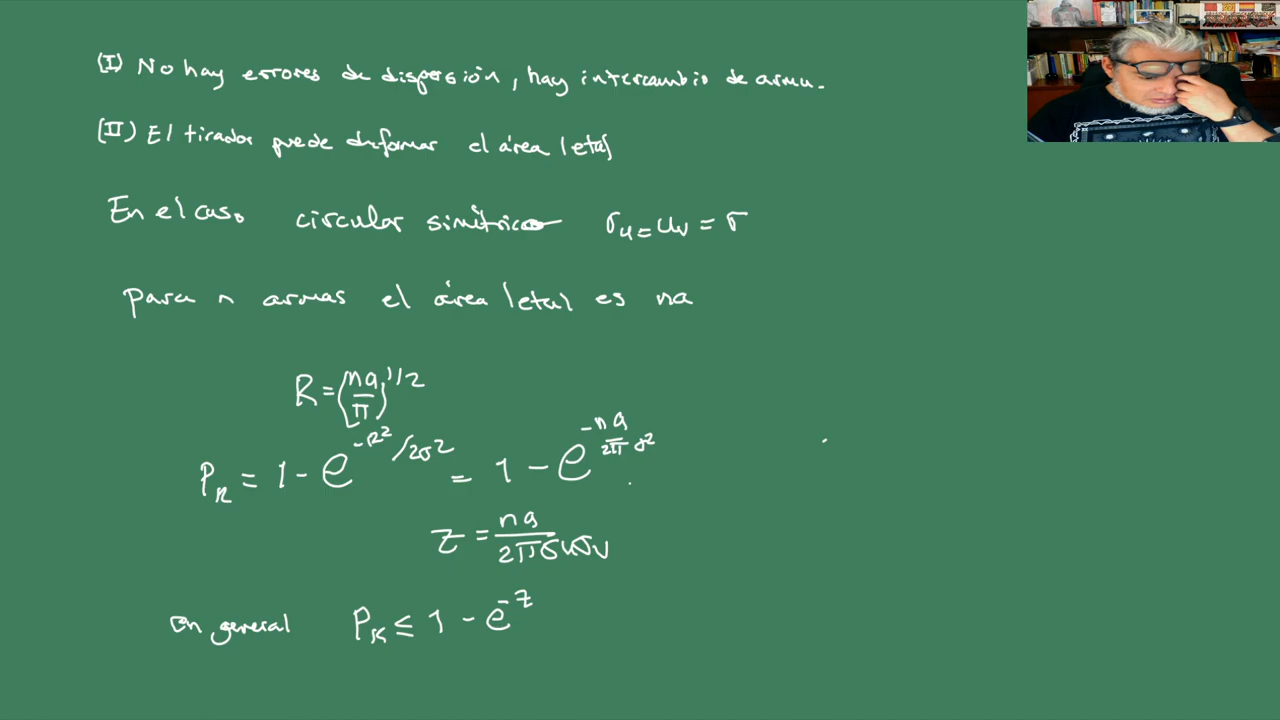 (I) No hay errores de dispersión, hay intercambio de arma.
(II) El tirador puede deformar el área letal
En el caso circular simétrico σu = uv = σ
para n armas el área letal es na
R = (na/π)^1/2
PK = 1 - e^-R²/2σ² = 1 - e^-na/2πσ²
z = na/2πσuσv
En general PK ≤ 1 - e^-z